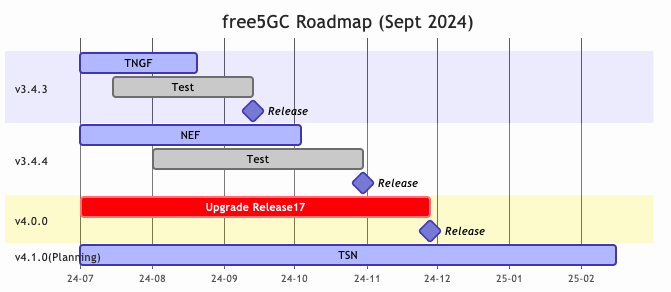 free5GC Roadmap (Sept 2024)
TNGF
v3.4.3
Test
Release
NEF
v3.4.4
Test
Release
Upgrade Release17
v4.0.0
Release
v4.1.0(Planning)
TSN
24-07 24-08 24-09 24-10 24-11 24-12 25-01 25-02